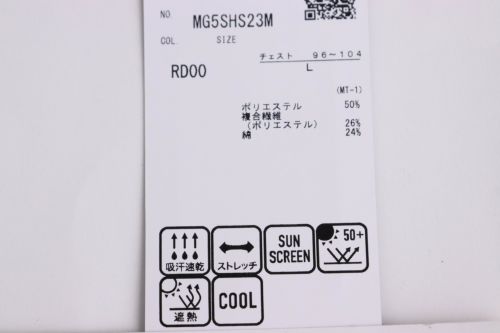 NO. MG5SHS23M
COL. SIZE
チェスト 96～104
RD00 L
(MT-1)
ポリエステル 50%
複合繊維
(ポリエステル) 26%
綿 24%
吸汗速乾
ストレッチ
SUN SCREEN
50+
遮熱
COOL